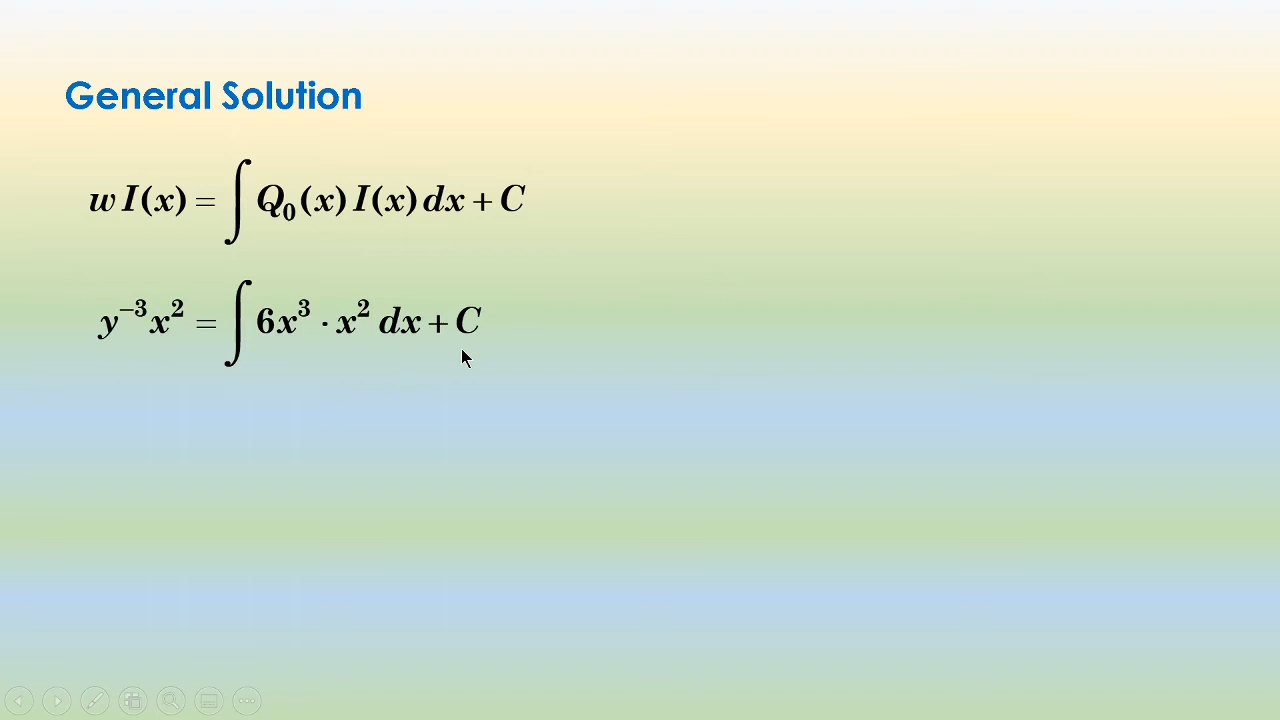 General Solution
w I(x) = ∫ Q₀(x) I(x) dx + C
y⁻³x² = ∫ 6x³ · x² dx + C